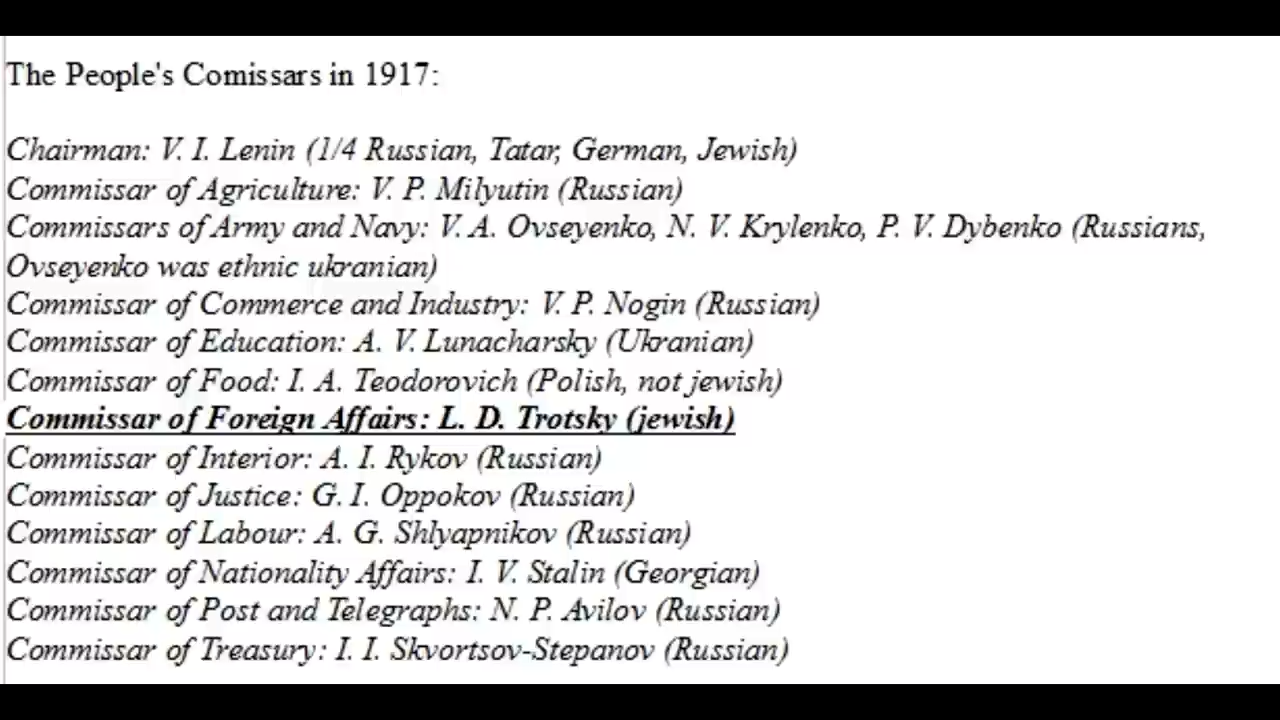 The People's Comissars in 1917:
Chairman: V. I. Lenin (1/4 Russian, Tatar, German, Jewish)
Commissar of Agriculture: V. P. Milyutin (Russian)
Commissars of Army and Navy: V. A. Ovseyenko, N. V. Krylenko, P. V. Dybenko (Russians,
Ovseyenko was ethnic ukranian)
Commissar of Commerce and Industry: V. P. Nogin (Russian)
Commissar of Education: A. V. Lunacharsky (Ukranian)
Commissar of Food: I. A. Teodorovich (Polish, not jewish)
Commissar of Foreign Affairs: L. D. Trotsky (jewish)
Commissar of Interior: A. I. Rykov (Russian)
Commissar of Justice: G. I. Oppokov (Russian)
Commissar of Labour: A. G. Shlyapnikov (Russian)
Commissar of Nationality Affairs: I. V. Stalin (Georgian)
Commissar of Post and Telegraphs: N. P. Avilov (Russian)
Commissar of Treasury: I. I. Skvortsov-Stepanov (Russian)